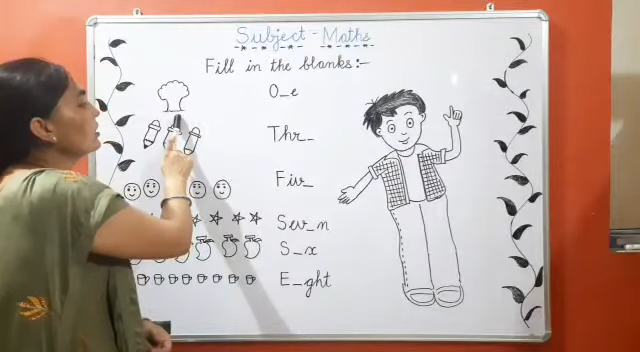 Subject - Maths
Fill in the blanks :-
O_e
Thr_
Fiv_
Sev_n
S_x
E_ght